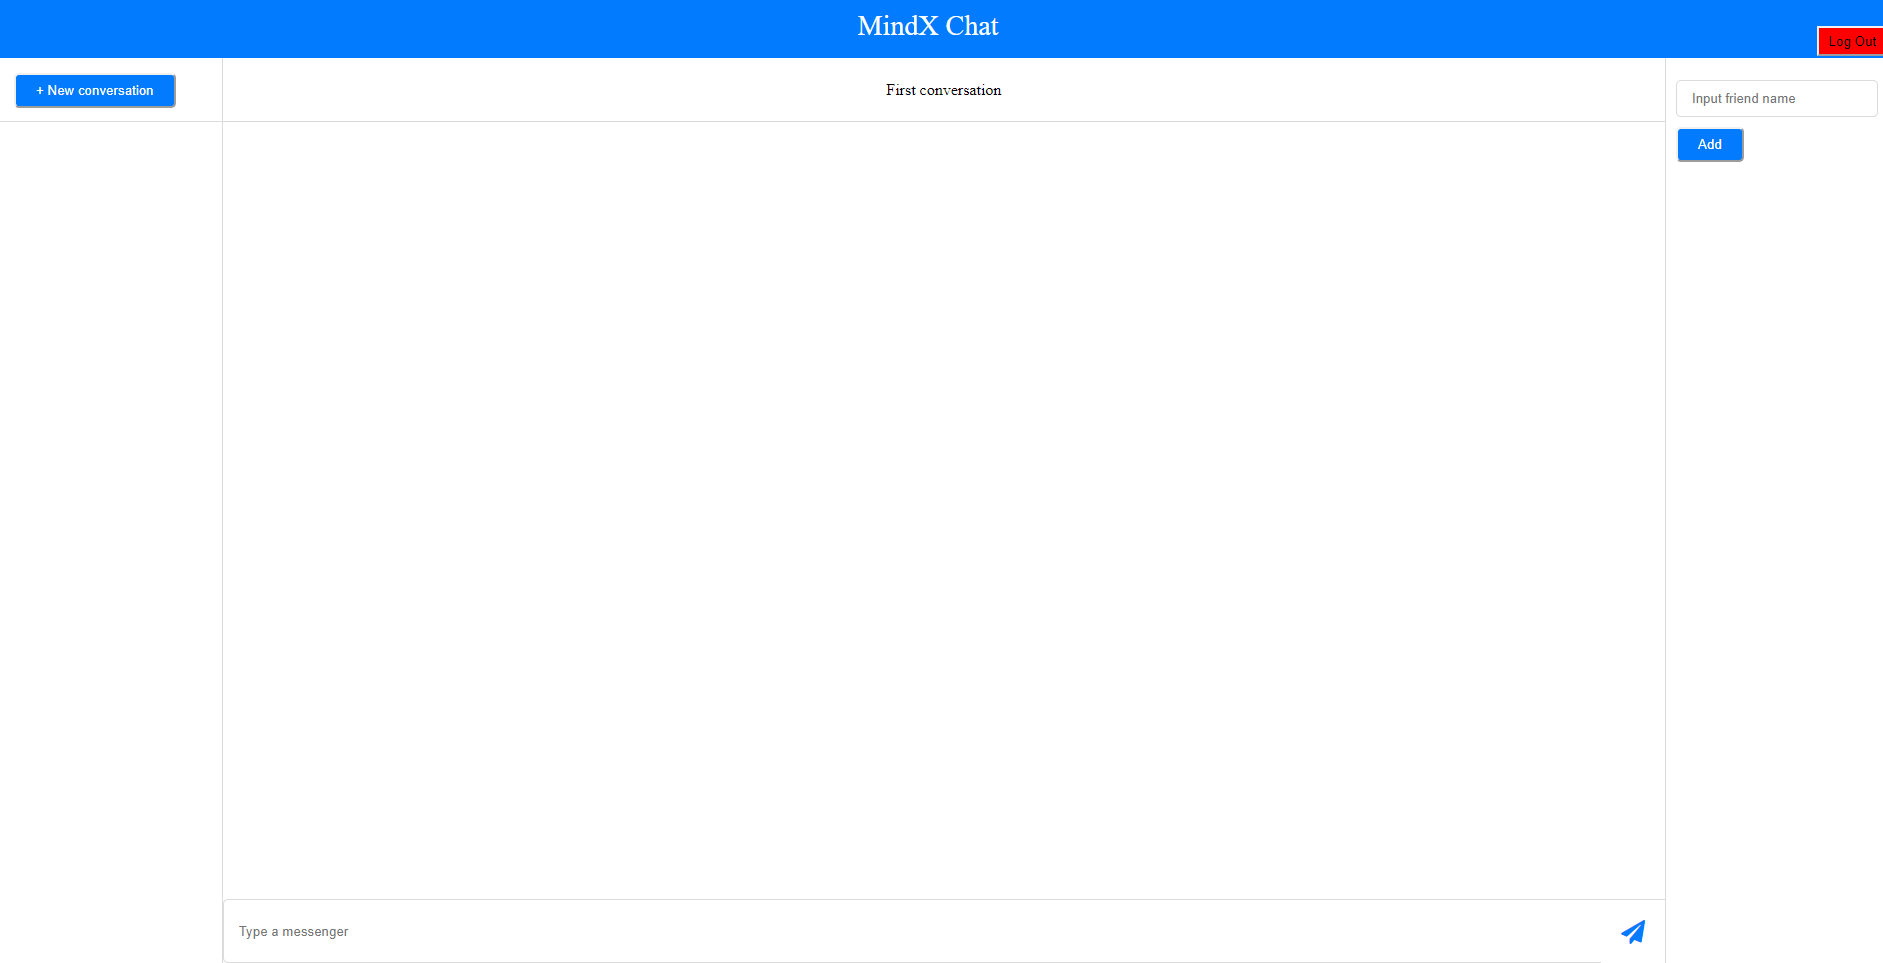 MindX Chat
Log Out
+ New conversation
First conversation
Input friend name
Add
Type a messenger